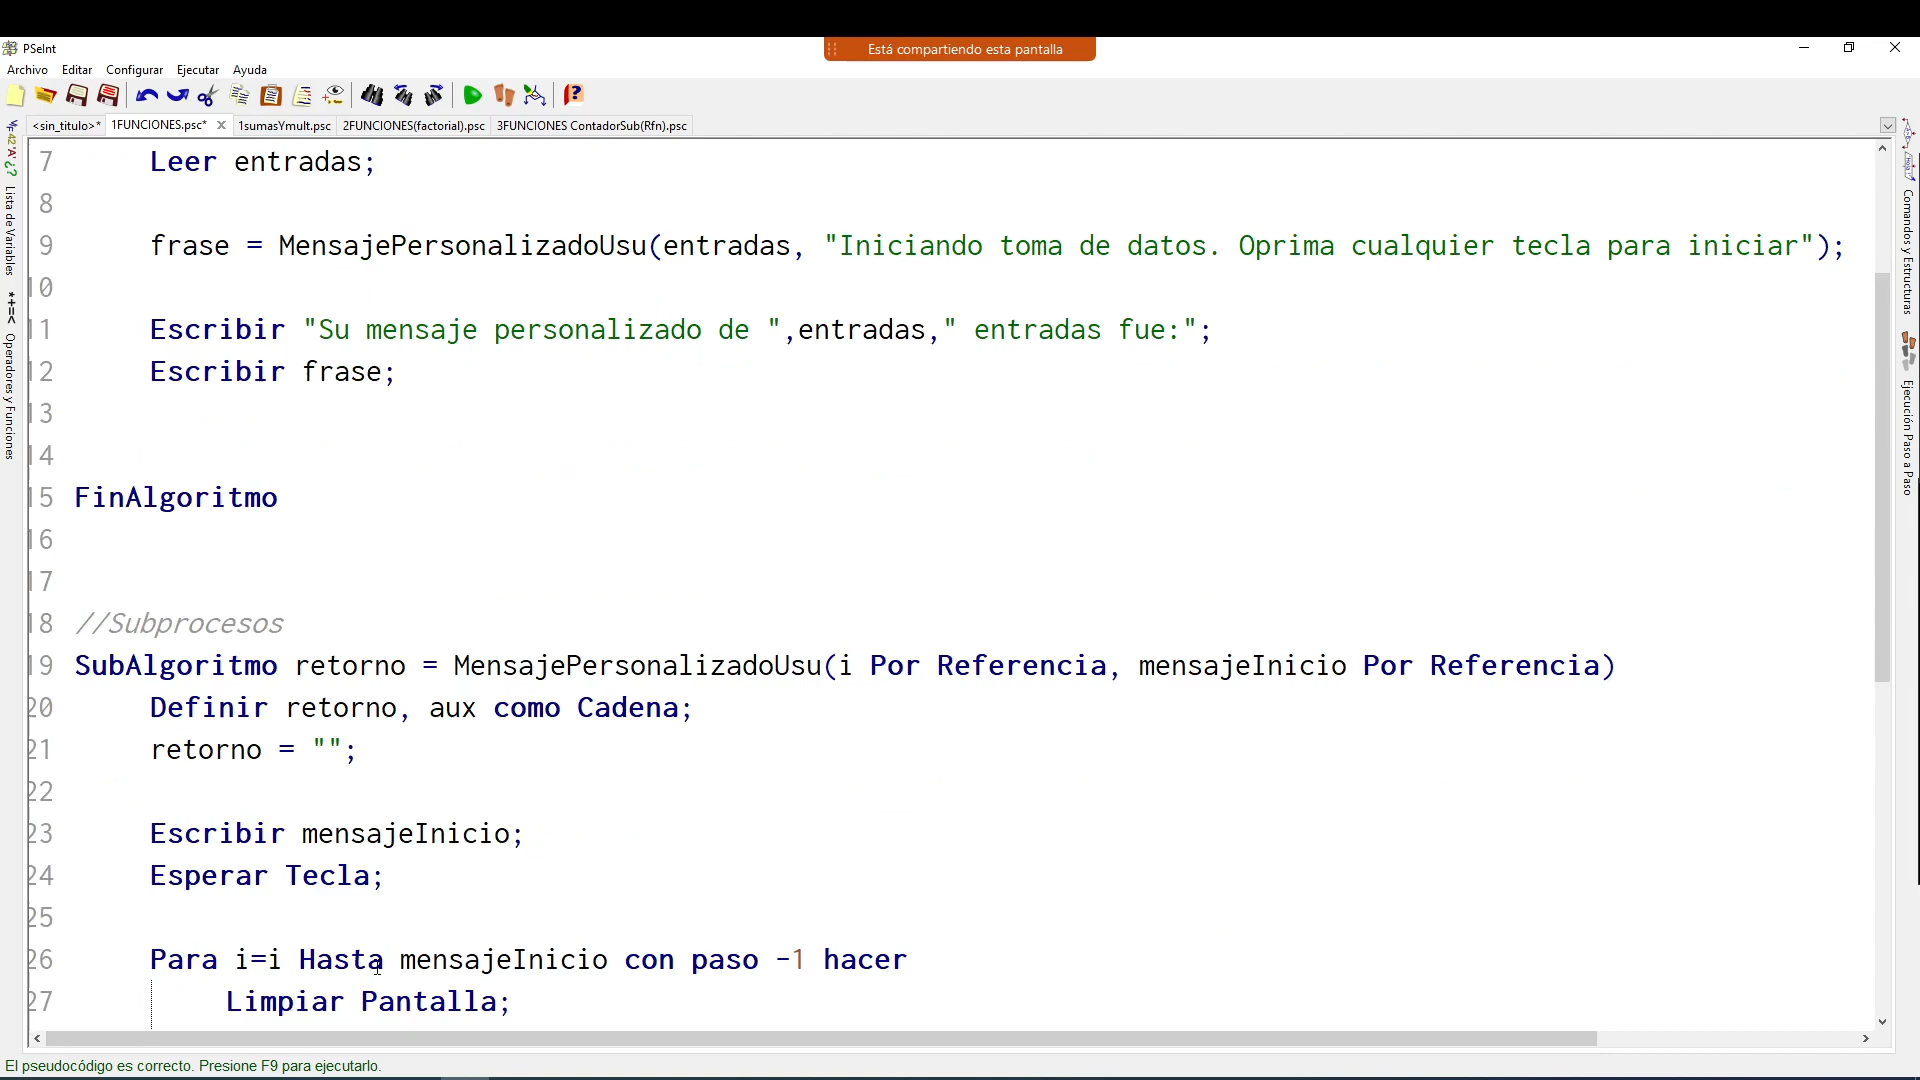 Está compartiendo esta pantalla
PSeInt
Archivo Editar Configurar Ejecutar Ayuda
<sin_titulo>* 1FUNCIONES.psc* 1sumasYmult.psc 2FUNCIONES(factorial).psc 3FUNCIONES ContadorSub(Rfn).psc
Lista de Variables
*+=< Operadores y Funciones
Comandos y Estructuras
Ejecución Paso a Paso
7 Leer entradas;
8
9 frase = MensajePersonalizadoUsu(entradas, "Iniciando toma de datos. Oprima cualquier tecla para iniciar");
10
11 Escribir "Su mensaje personalizado de ",entradas," entradas fue:";
12 Escribir frase;
13
14
15 FinAlgoritmo
16
17
18 //Subprocesos
19 SubAlgoritmo retorno = MensajePersonalizadoUsu(i Por Referencia, mensajeInicio Por Referencia)
20 Definir retorno, aux como Cadena;
21 retorno = "";
22
23 Escribir mensajeInicio;
24 Esperar Tecla;
25
26 Para i=i Hasta mensajeInicio con paso -1 hacer
27 Limpiar Pantalla;
El pseudocódigo es correcto. Presione F9 para ejecutarlo.